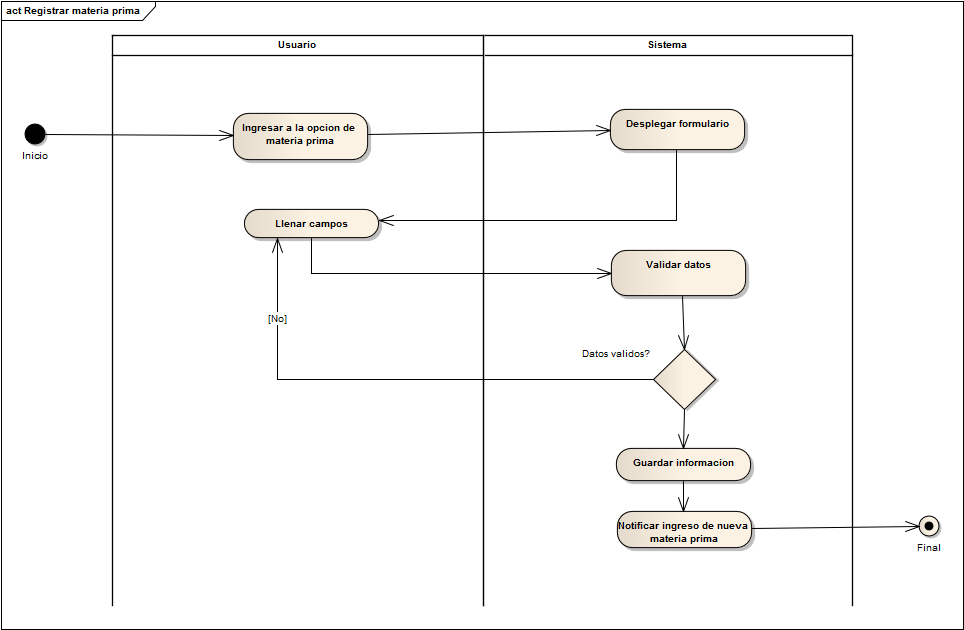 act Registrar materia prima
Usuario
Sistema
Inicio
Ingresar a la opcion de
materia prima
Desplegar formulario
Llenar campos
Validar datos
[No]
Datos validos?
Guardar informacion
Notificar ingreso de nueva
materia prima
Final